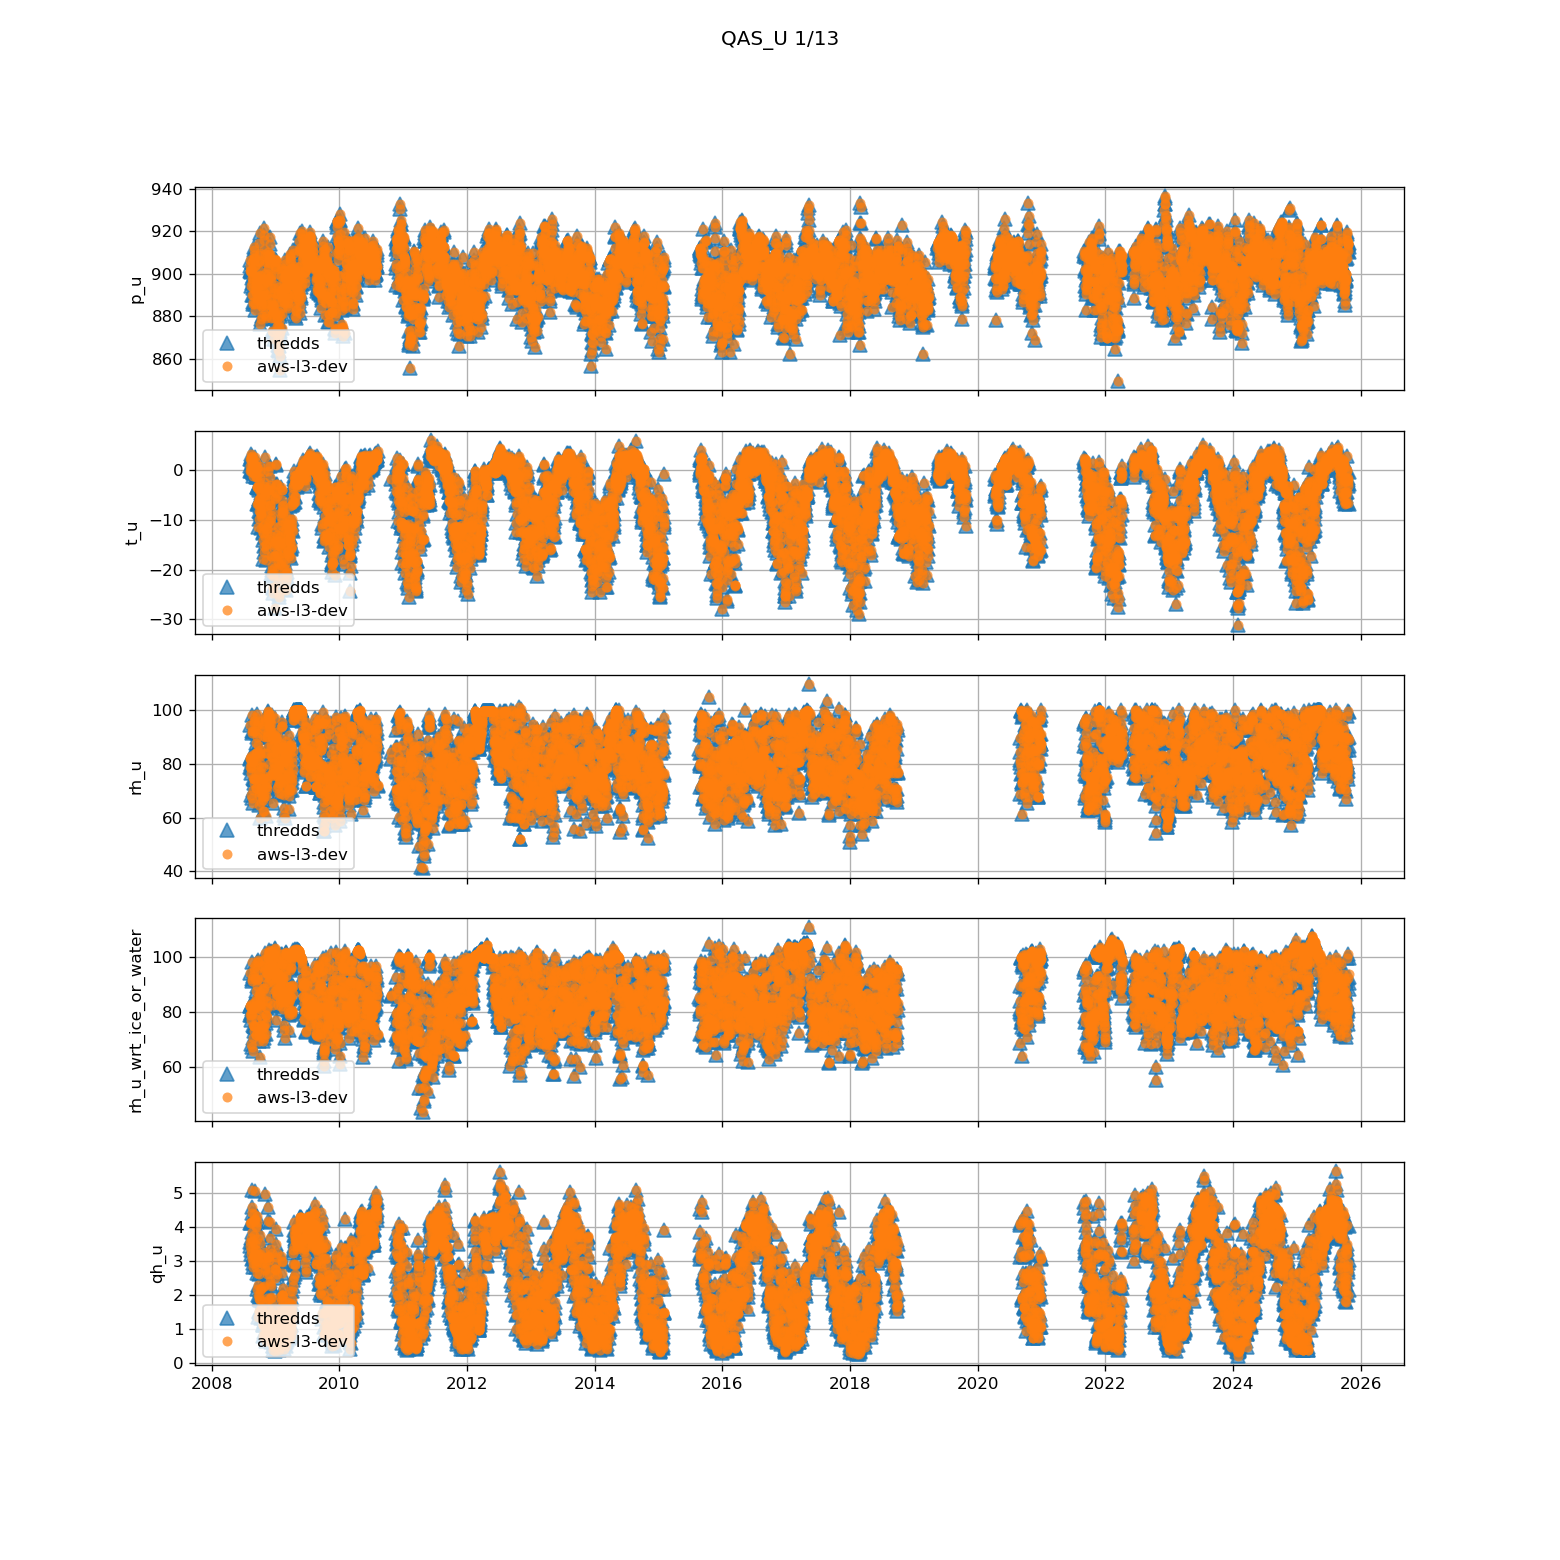 QAS_U 1/13
940
920
900
880
860
p_u
thredds
aws-l3-dev
0
−10
−20
−30
t_u
thredds
aws-l3-dev
100
80
60
40
rh_u
thredds
aws-l3-dev
100
80
60
rh_u_wrt_ice_or_water
thredds
aws-l3-dev
5
4
3
2
1
0
qh_u
thredds
aws-l3-dev
2008 2010 2012 2014 2016 2018 2020 2022 2024 2026